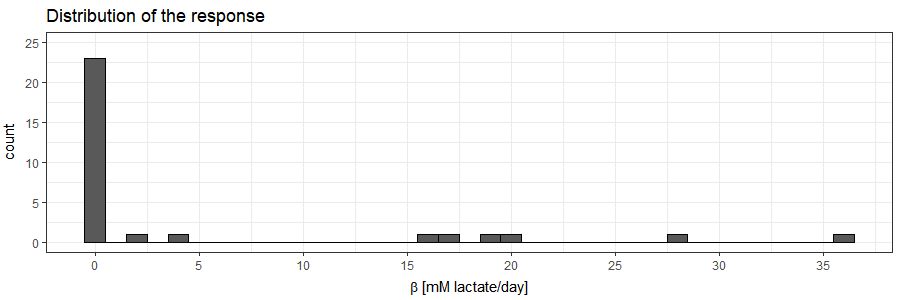 Distribution of the response
25
20
15
10
5
0
count
0 5 10 15 20 25 30 35
β [mM lactate/day]